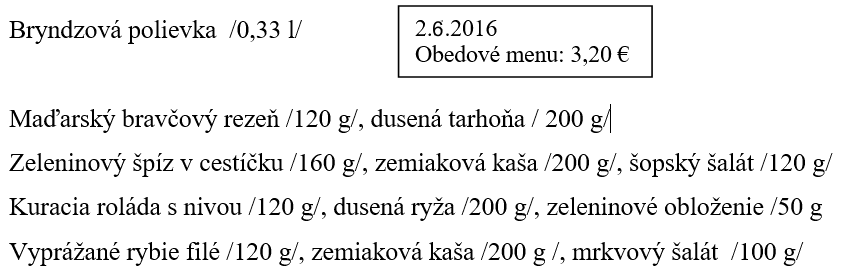 Bryndzová polievka /0,33 l/
2.6.2016
Obedové menu: 3,20 €
Maďarský bravčový rezeň /120 g/, dusená tarhoňa / 200 g/
Zeleninový špíz v cestíčku /160 g/, zemiaková kaša /200 g/, šopský šalát /120 g/
Kuracia roláda s nivou /120 g/, dusená ryža /200 g/, zeleninové obloženie /50 g
Vyprážané rybie filé /120 g/, zemiaková kaša /200 g /, mrkvový šalát /100 g/